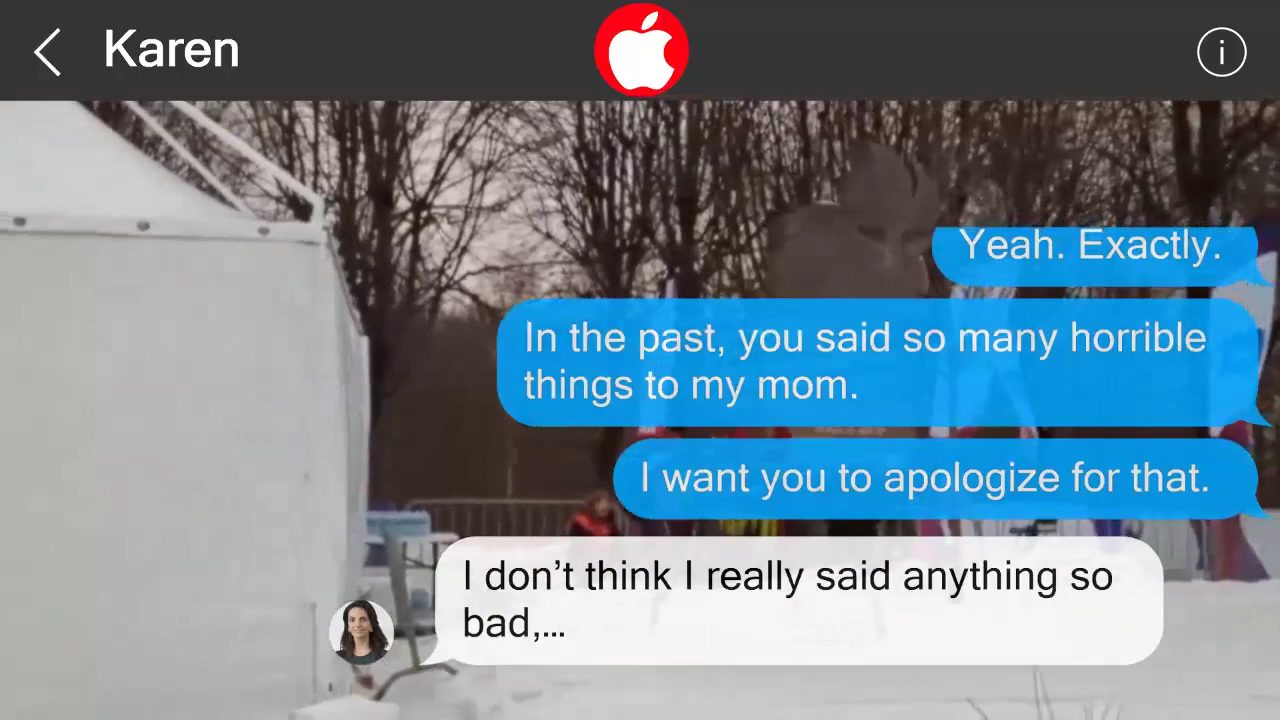 Karen
i
Yeah. Exactly.
In the past, you said so many horrible
things to my mom.
I want you to apologize for that.
I don’t think I really said anything so
bad,...